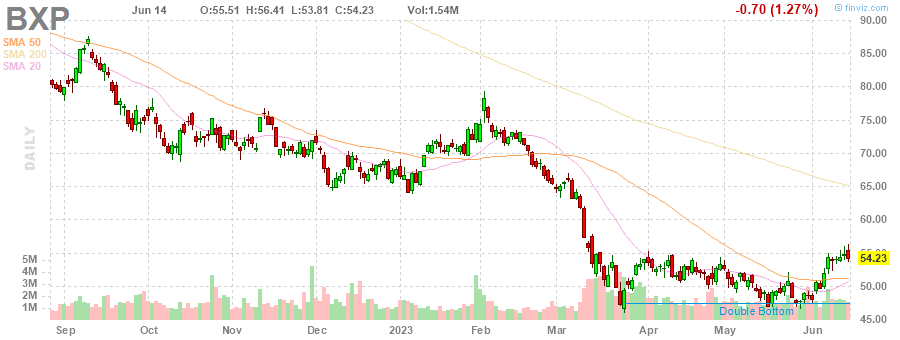 BXP
Jun 14 O:55.51 H:56.41 L:53.81 C:54.23 Vol:1.54M
-0.70 (1.27%)
© finviz.com
SMA 50
SMA 200
SMA 20
DAILY
90.00
85.00
80.00
75.00
70.00
65.00
60.00
55.00
54.23
50.00
45.00
5M
4M
3M
2M
1M
Double Bottom
Sep Oct Nov Dec 2023 Feb Mar Apr May Jun